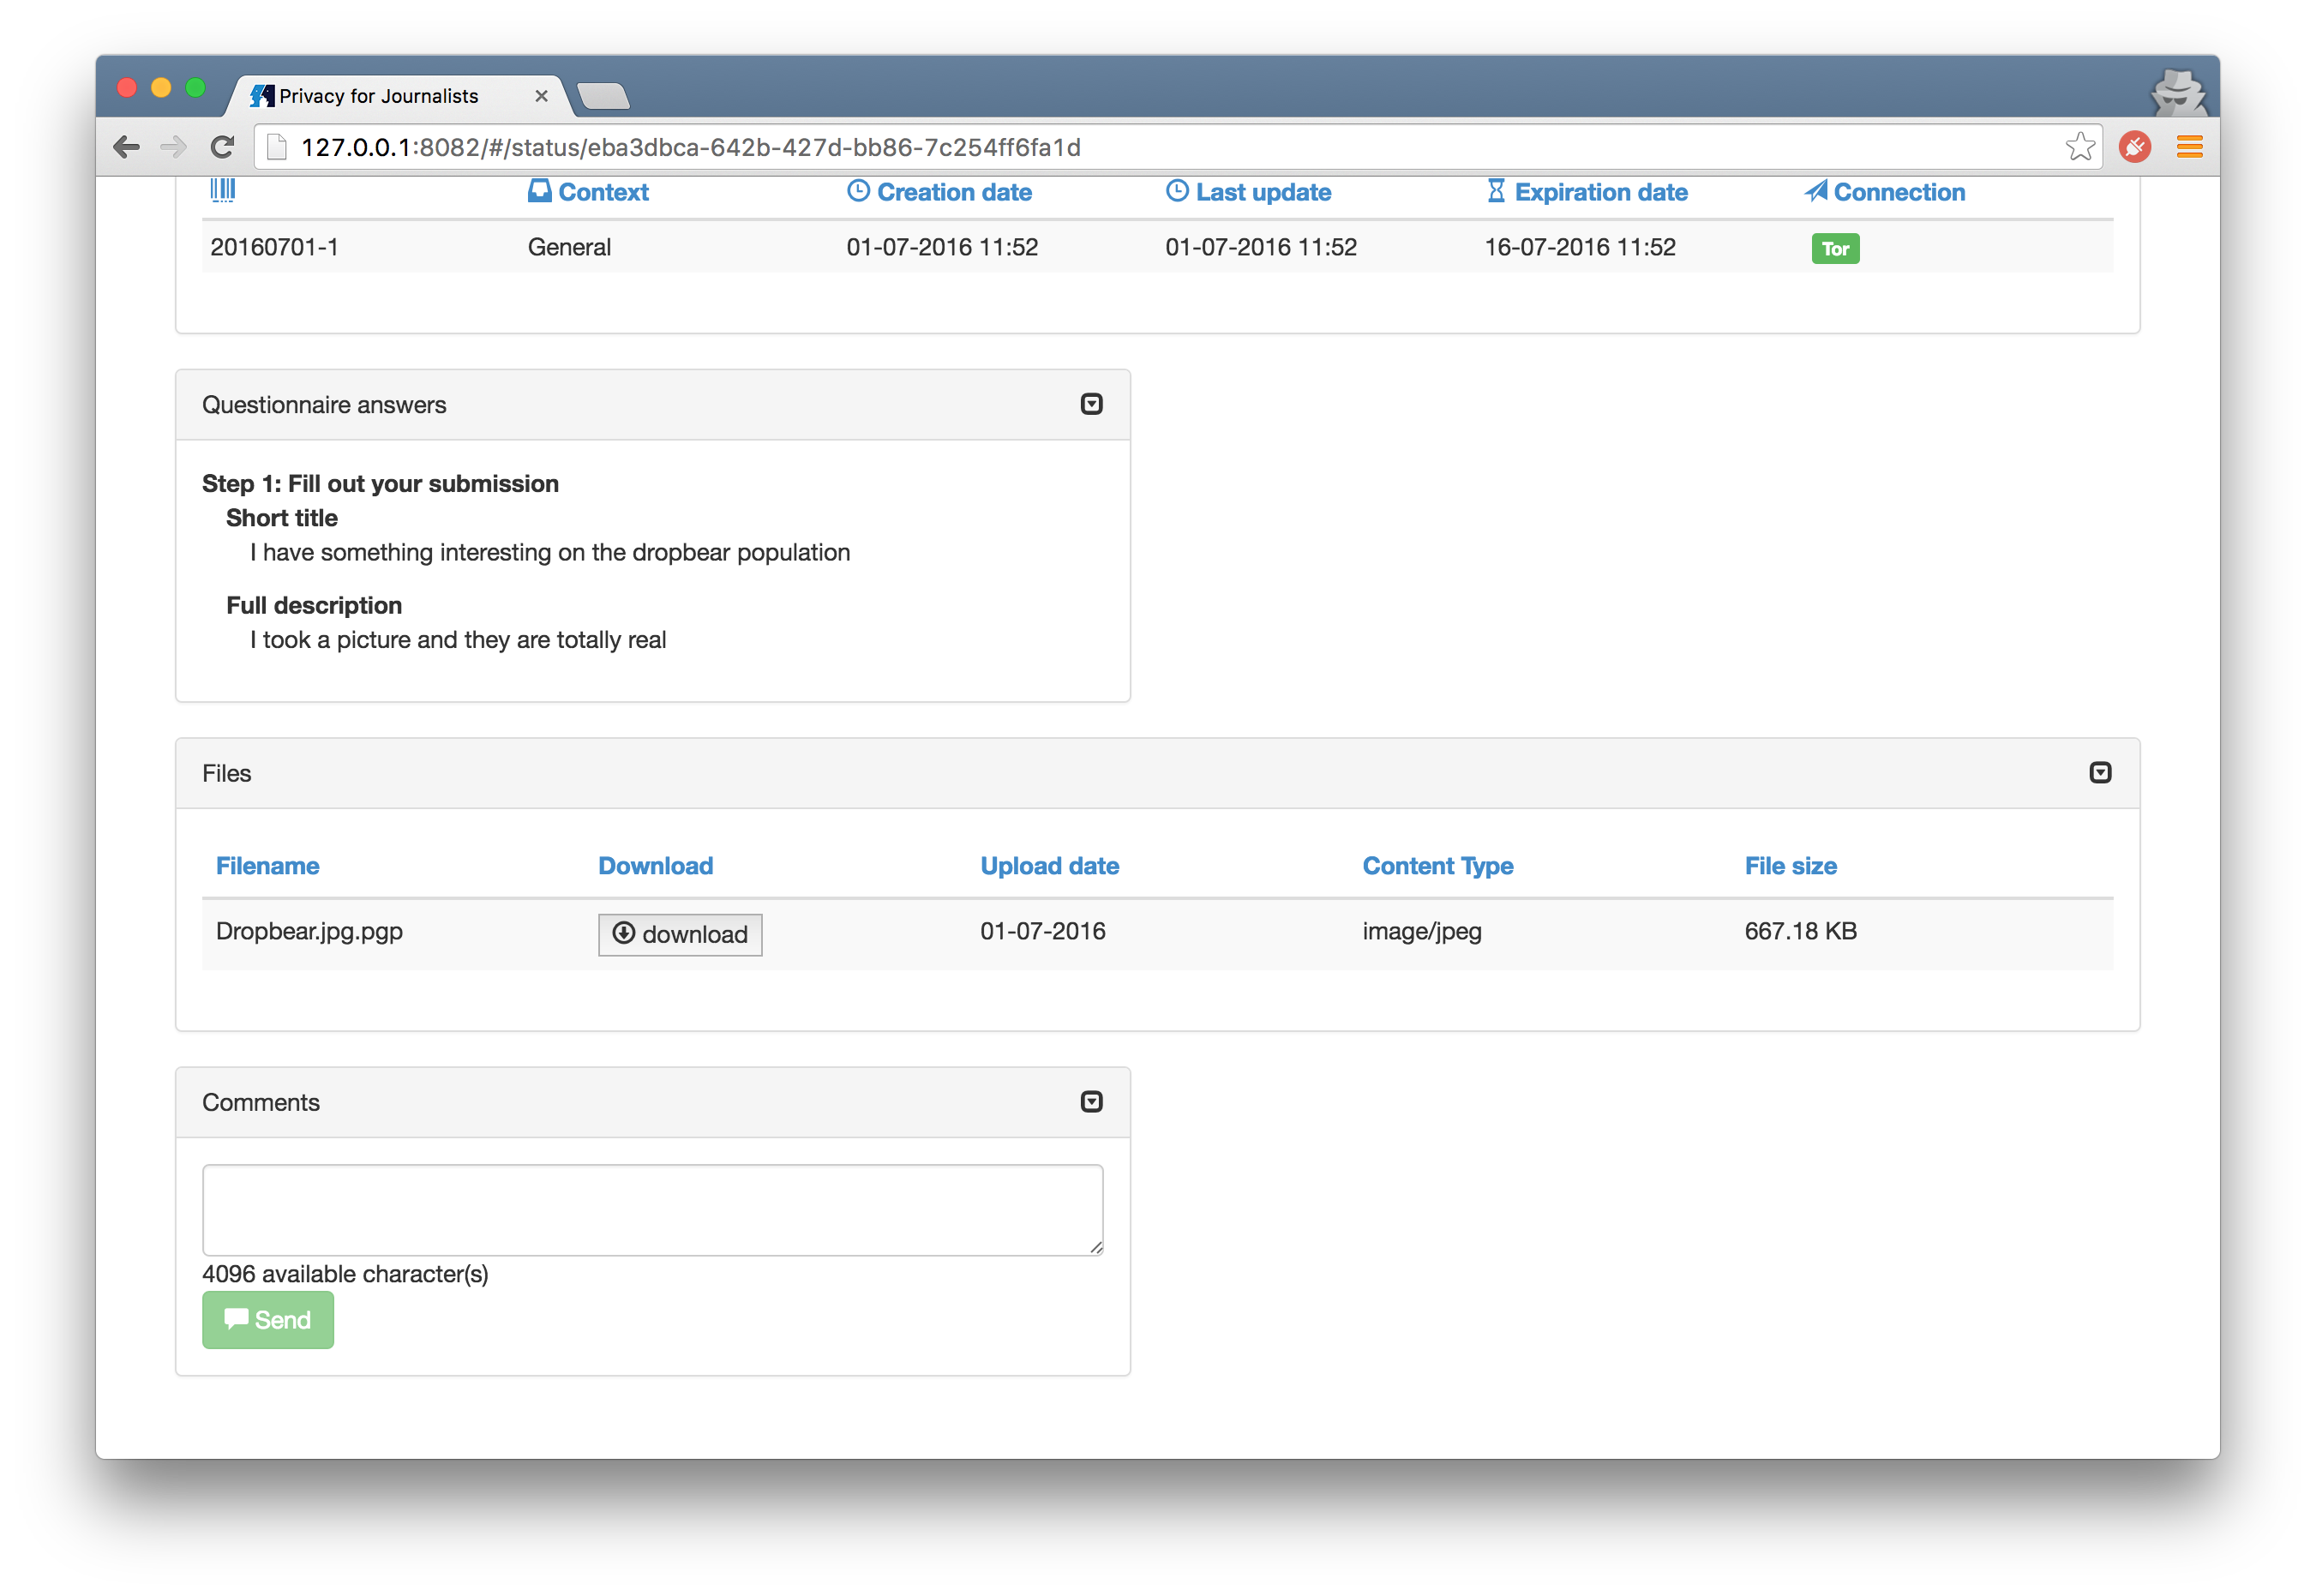 Privacy for Journalists
127.0.0.1:8082/#/status/eba3dbca-642b-427d-bb86-7c254ff6fa1d
Context Creation date Last update Expiration date Connection
20160701-1 General 01-07-2016 11:52 01-07-2016 11:52 16-07-2016 11:52 Tor
Questionnaire answers
Step 1: Fill out your submission
Short title
I have something interesting on the dropbear population
Full description
I took a picture and they are totally real
Files
Filename Download Upload date Content Type File size
Dropbear.jpg.pgp download 01-07-2016 image/jpeg 667.18 KB
Comments
4096 available character(s)
Send